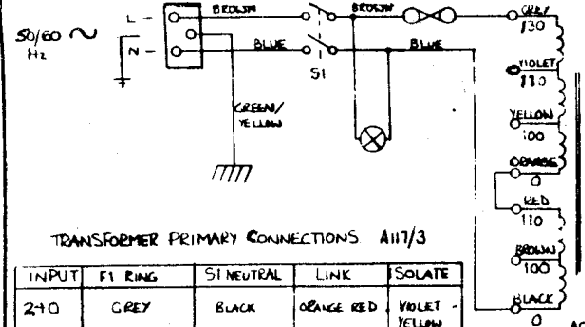 L BROWN BROWN GREY
130
50/60
Hz
N BLUE BLUE
S1
VIOLET
110
GREEN/
YELLOW
YELLOW
100
ORANGE
0
RED
110
TRANSFORMER PRIMARY CONNECTIONS A117/3
BROWN
100
INPUT F1 RING S1 NEUTRAL LINK ISOLATE
240 GREY BLACK ORANGE RED VIOLET -
YELLOW
BLACK
0